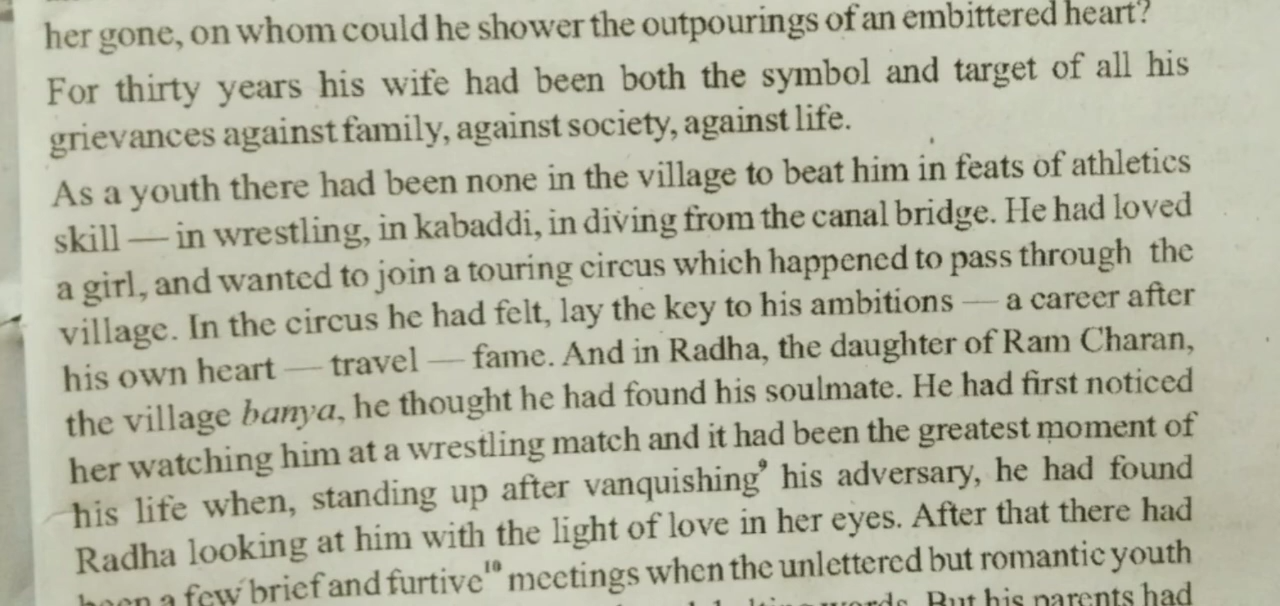 her gone, on whom could he shower the outpourings of an embittered heart?
For thirty years his wife had been both the symbol and target of all his
grievances against family, against society, against life.
As a youth there had been none in the village to beat him in feats of athletics
skill — in wrestling, in kabaddi, in diving from the canal bridge. He had loved
a girl, and wanted to join a touring circus which happened to pass through the
village. In the circus he had felt, lay the key to his ambitions — a career after
his own heart — travel — fame. And in Radha, the daughter of Ram Charan,
the village banya, he thought he had found his soulmate. He had first noticed
her watching him at a wrestling match and it had been the greatest moment of
his life when, standing up after vanquishing⁹ his adversary, he had found
Radha looking at him with the light of love in her eyes. After that there had
been a few brief and furtive¹⁰ meetings when the unlettered but romantic youth
words. But his parents had